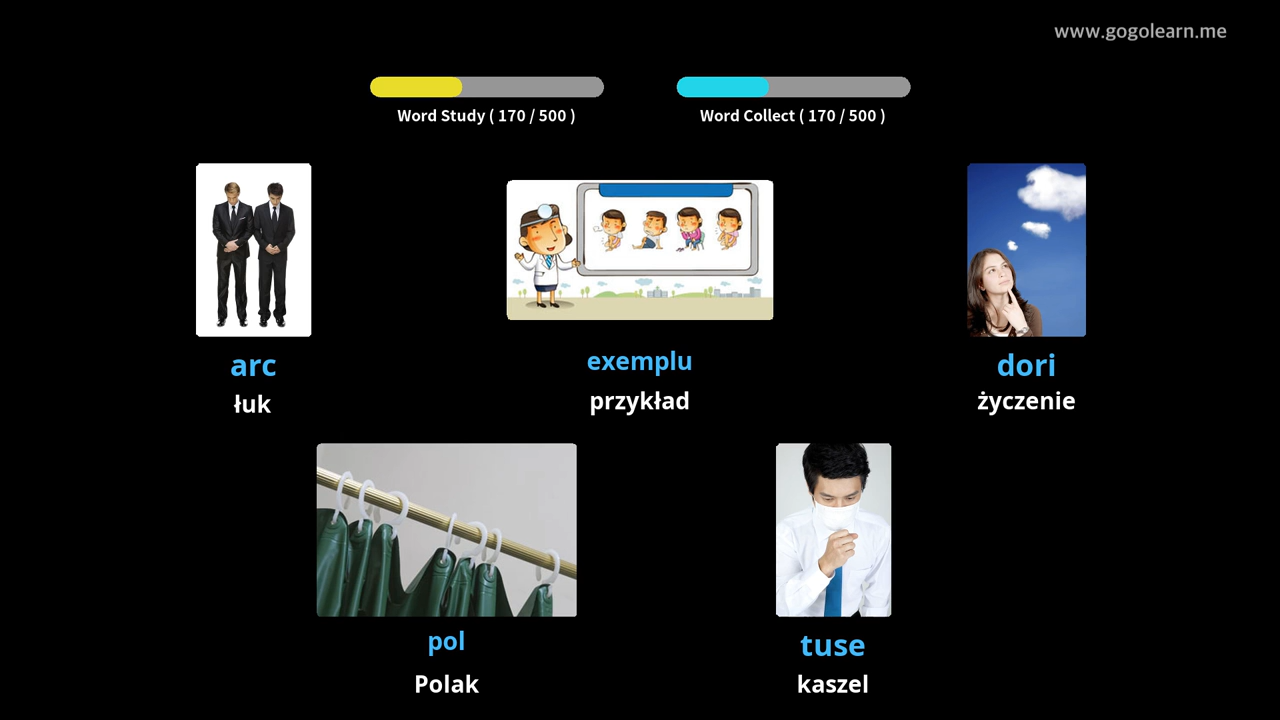 www.gogolearn.me
Word Study ( 170 / 500 )
Word Collect ( 170 / 500 )
arc
łuk
exemplu
przykład
dori
życzenie
pol
Polak
tuse
kaszel